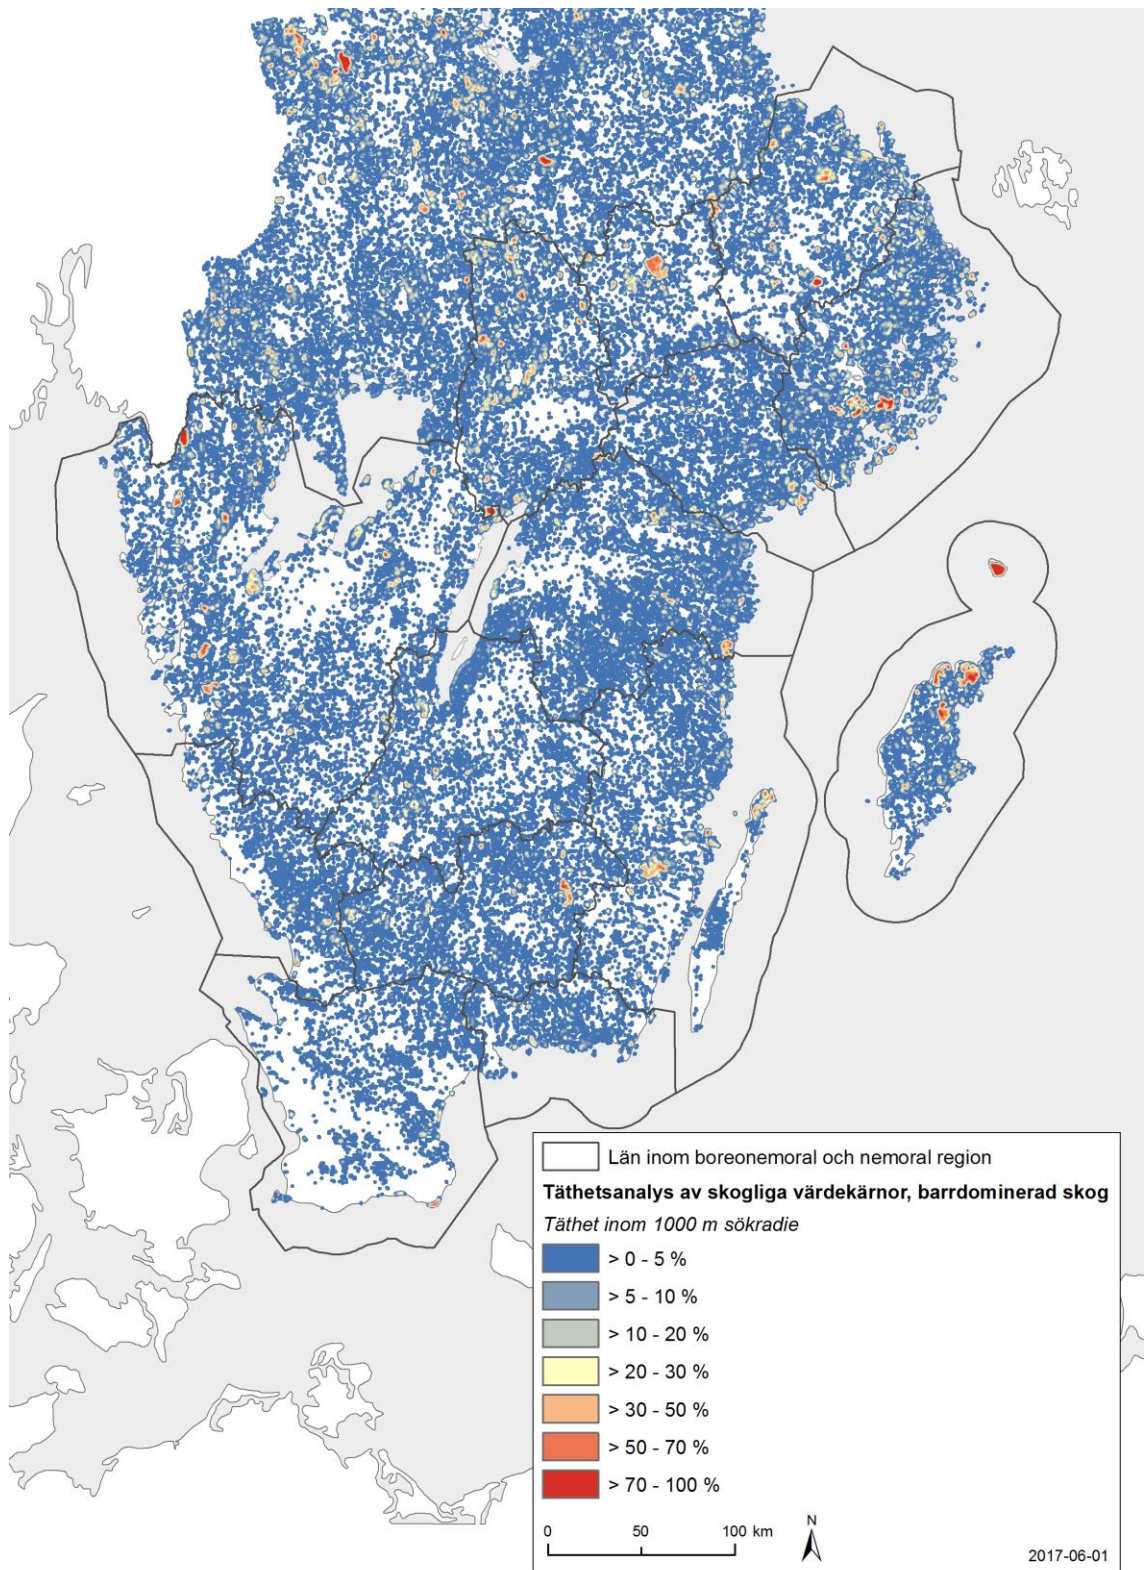 Län inom boreonemoral och nemoral region
Täthetsanalys av skogliga värdekärnor, barrdominerad skog
Täthet inom 1000 m sökradie
> 0 - 5 %
> 5 - 10 %
> 10 - 20 %
> 20 - 30 %
> 30 - 50 %
> 50 - 70 %
> 70 - 100 %
0 50 100 km
N
2017-06-01